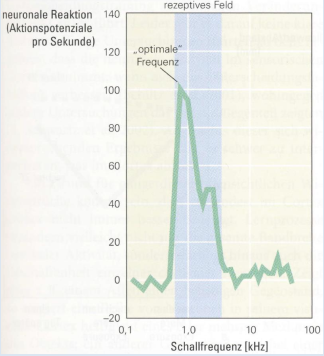 rezeptives Feld
neuronale Reaktion
(Aktionspotenziale
pro Sekunde)
140
120
100
80
60
40
20
0
−20
„optimale"
Frequenz
0,1
1,0
10
100
Schallfrequenz [kHz]